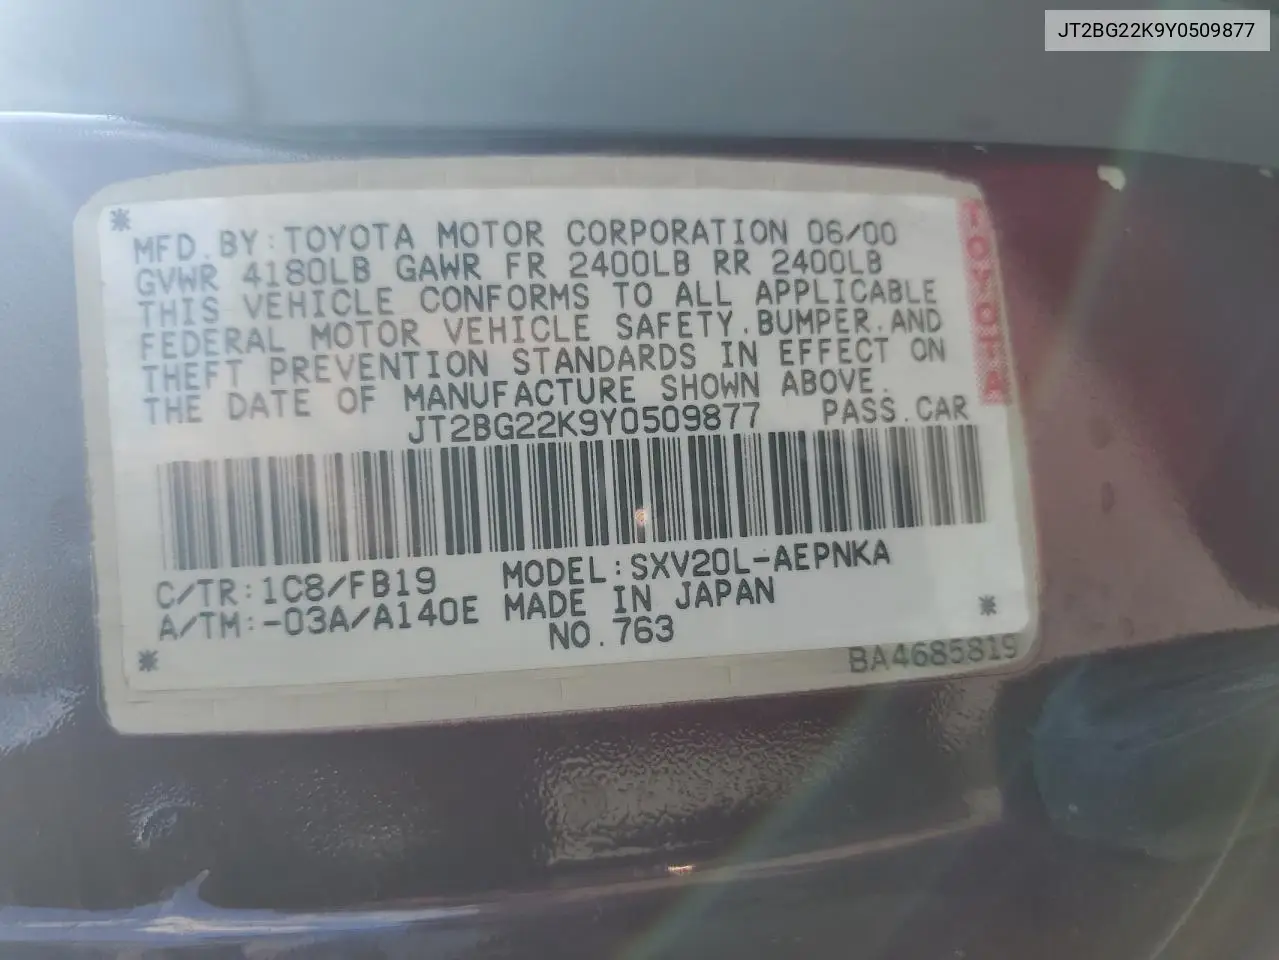 JT2BG22K9Y0509877
MFD. BY: TOYOTA MOTOR CORPORATION 06/00
GVWR 4180LB GAWR FR 2400LB RR 2400LB
THIS VEHICLE CONFORMS TO ALL APPLICABLE
FEDERAL MOTOR VEHICLE SAFETY. BUMPER. AND
THEFT PREVENTION STANDARDS IN EFFECT ON
THE DATE OF MANUFACTURE SHOWN ABOVE.
JT2BG22K9Y0509877 PASS. CAR
TOYOTA
C/TR: 1C8/FB19 MODEL: SXV20L-AEPNKA
A/TM: -03A/A140E MADE IN JAPAN
NO. 763
BA4685819